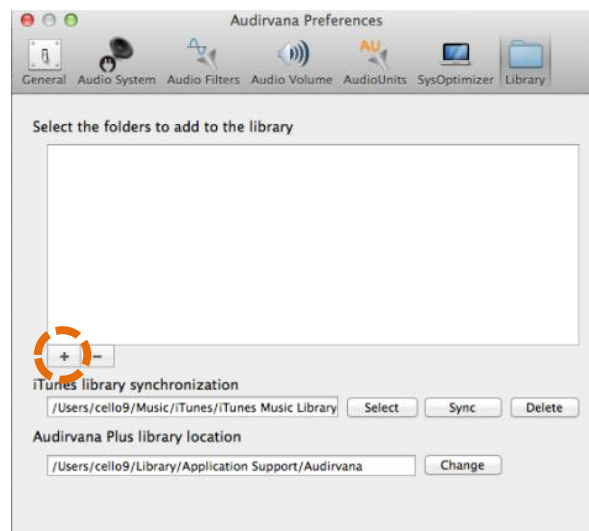 Audirvana Preferences
AU
General Audio System Audio Filters Audio Volume AudioUnits SysOptimizer Library
Select the folders to add to the library
+ −
iTunes library synchronization
/Users/cello9/Music/iTunes/iTunes Music Library Select Sync Delete
Audirvana Plus library location
/Users/cello9/Library/Application Support/Audirvana Change